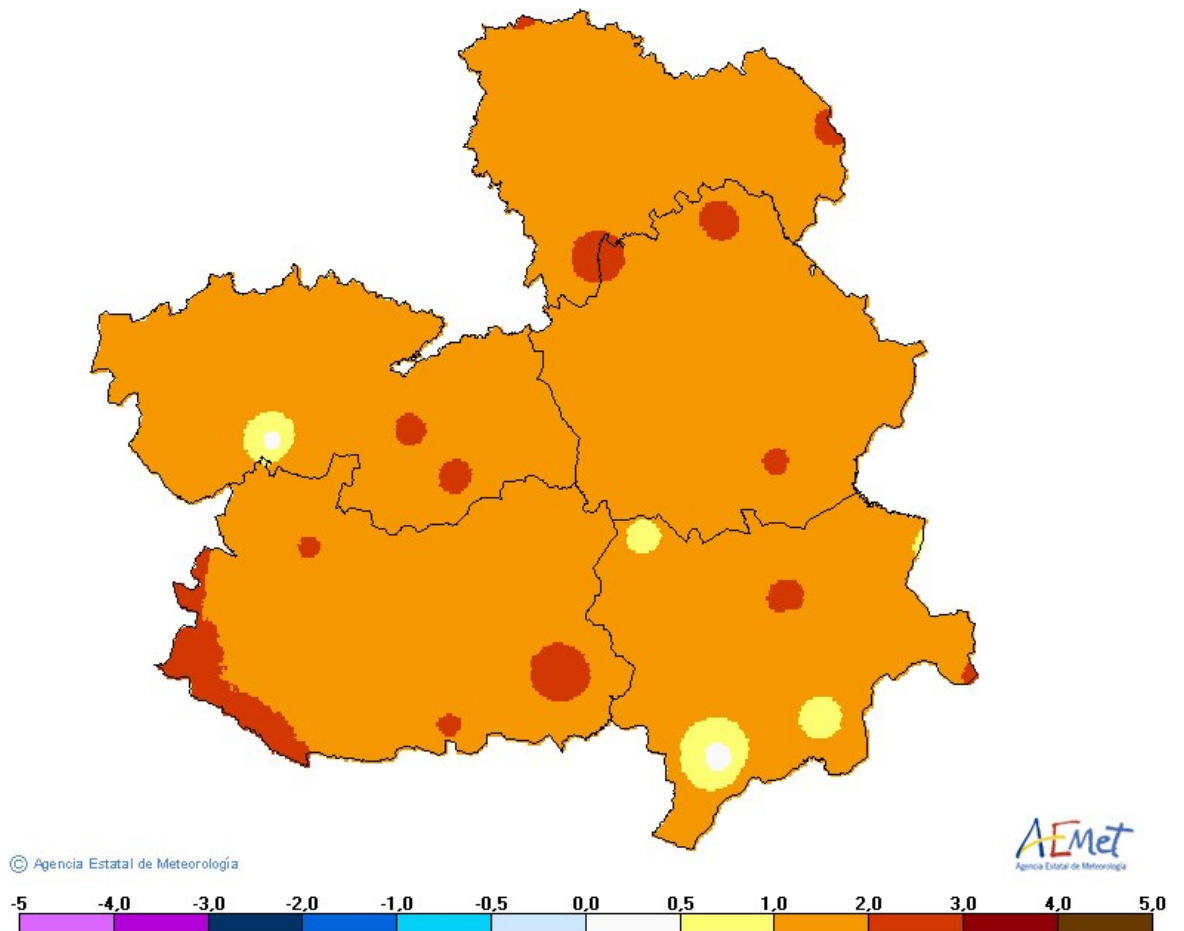 AEMet
Agencia Estatal de Meteorología
© Agencia Estatal de Meteorología
-5 -4,0 -3,0 -2,0 -1,0 -0,5 0,0 0,5 1,0 2,0 3,0 4,0 5,0